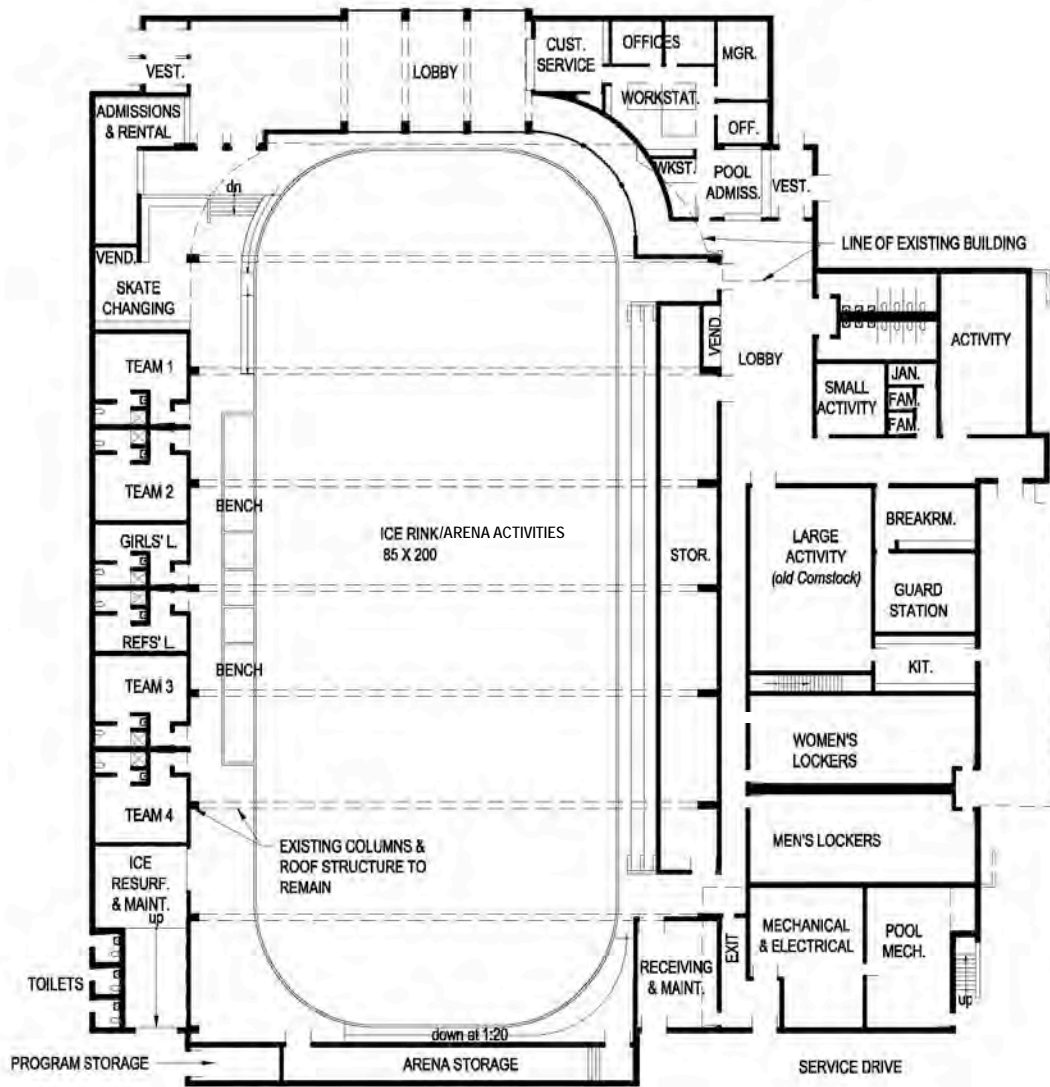 VEST.
LOBBY
CUST.
SERVICE
OFFICES
MGR.
ADMISSIONS
& RENTAL
WORKSTAT.
OFF.
WKST.
POOL
ADMISS.
VEST.
dn
LINE OF EXISTING BUILDING
VEND.
SKATE
CHANGING
VEND.
LOBBY
ACTIVITY
TEAM 1
SMALL
ACTIVITY
JAN.
FAM.
FAM.
TEAM 2
BENCH
ICE RINK/ARENA ACTIVITIES
85 X 200
STOR.
LARGE
ACTIVITY
(old Comstock)
BREAKRM.
GIRLS' L.
GUARD
STATION
REFS' L.
BENCH
KIT.
TEAM 3
WOMEN'S
LOCKERS
TEAM 4
MEN'S LOCKERS
EXISTING COLUMNS &
ROOF STRUCTURE TO
REMAIN
ICE
RESURF.
& MAINT.
up
MECHANICAL
& ELECTRICAL
POOL
MECH.
EXIT
RECEIVING
& MAINT.
TOILETS
up
down at 1:20
PROGRAM STORAGE
ARENA STORAGE
SERVICE DRIVE